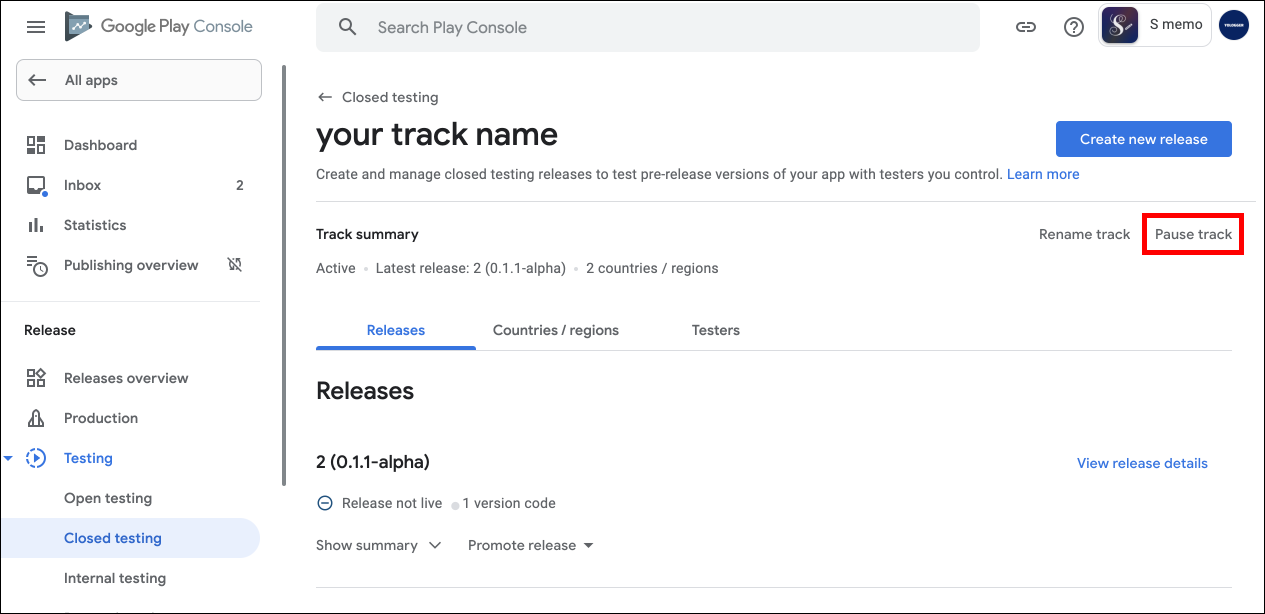 Google Play Console
Search Play Console
S memo
All apps
Dashboard
Inbox 2
Statistics
Publishing overview
Release
Releases overview
Production
Testing
Open testing
Closed testing
Internal testing
Closed testing
your track name
Create new release
Create and manage closed testing releases to test pre-release versions of your app with testers you control. Learn more
Track summary
Rename track
Pause track
Active • Latest release: 2 (0.1.1-alpha) • 2 countries / regions
Releases
Countries / regions
Testers
Releases
2 (0.1.1-alpha)
View release details
Release not live • 1 version code
Show summary
Promote release